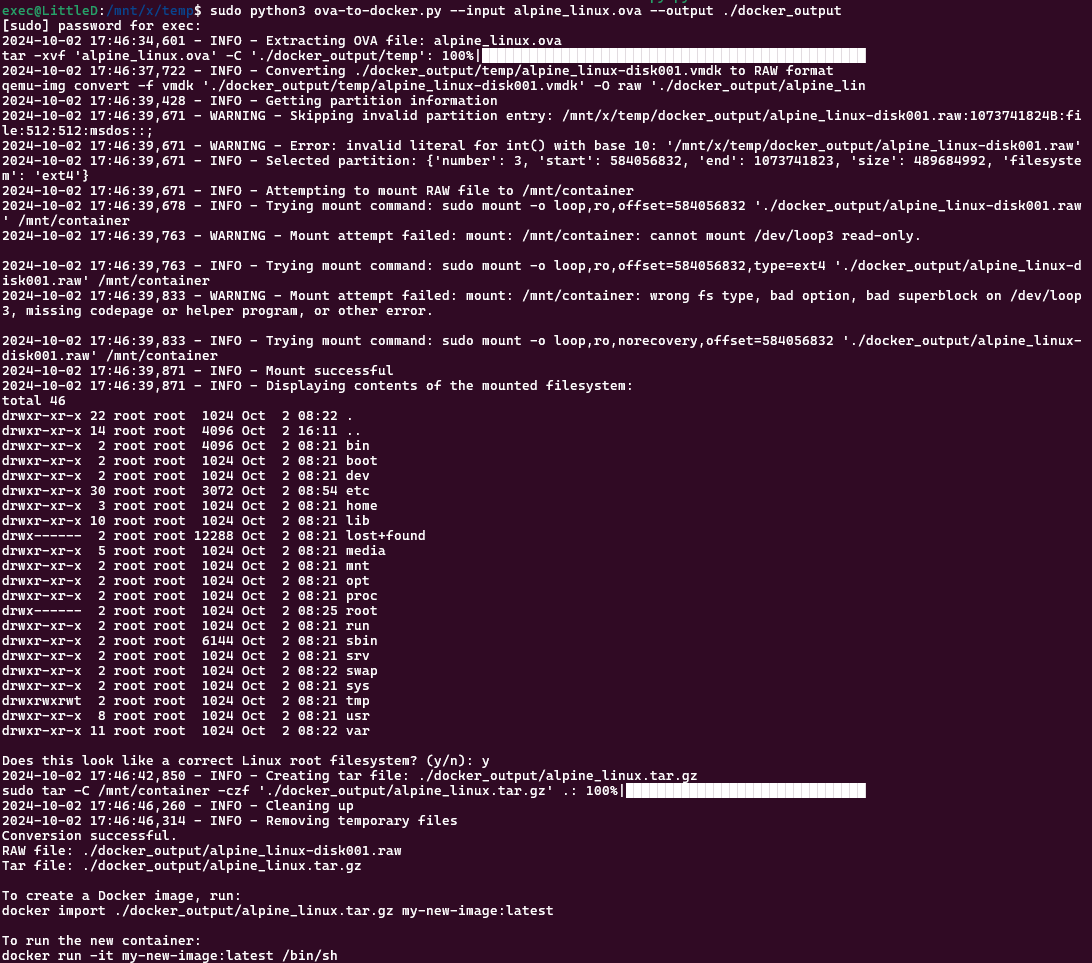 exec@LittleD:/mnt/x/temp$ sudo python3 ova-to-docker.py --input alpine_linux.ova --output ./docker_output
[sudo] password for exec:
2024-10-02 17:46:34,601 - INFO - Extracting OVA file: alpine_linux.ova
tar -xvf 'alpine_linux.ova' -C './docker_output/temp': 100%|
2024-10-02 17:46:37,722 - INFO - Converting ./docker_output/temp/alpine_linux-disk001.vmdk to RAW format
qemu-img convert -f vmdk './docker_output/temp/alpine_linux-disk001.vmdk' -O raw './docker_output/alpine_lin
2024-10-02 17:46:39,428 - INFO - Getting partition information
2024-10-02 17:46:39,671 - WARNING - Skipping invalid partition entry: /mnt/x/temp/docker_output/alpine_linux-disk001.raw:1073741824B:fi
le:512:512:msdos::;
2024-10-02 17:46:39,671 - WARNING - Error: invalid literal for int() with base 10: '/mnt/x/temp/docker_output/alpine_linux-disk001.raw'
2024-10-02 17:46:39,671 - INFO - Selected partition: {'number': 3, 'start': 584056832, 'end': 1073741823, 'size': 489684992, 'filesyste
m': 'ext4'}
2024-10-02 17:46:39,671 - INFO - Attempting to mount RAW file to /mnt/container
2024-10-02 17:46:39,678 - INFO - Trying mount command: sudo mount -o loop,ro,offset=584056832 './docker_output/alpine_linux-disk001.raw
' /mnt/container
2024-10-02 17:46:39,763 - WARNING - Mount attempt failed: mount: /mnt/container: cannot mount /dev/loop3 read-only.
2024-10-02 17:46:39,763 - INFO - Trying mount command: sudo mount -o loop,ro,offset=584056832,type=ext4 './docker_output/alpine_linux-d
isk001.raw' /mnt/container
2024-10-02 17:46:39,833 - WARNING - Mount attempt failed: mount: /mnt/container: wrong fs type, bad option, bad superblock on /dev/loop
3, missing codepage or helper program, or other error.
2024-10-02 17:46:39,833 - INFO - Trying mount command: sudo mount -o loop,ro,norecovery,offset=584056832 './docker_output/alpine_linux-
disk001.raw' /mnt/container
2024-10-02 17:46:39,871 - INFO - Mount successful
2024-10-02 17:46:39,871 - INFO - Displaying contents of the mounted filesystem:
total 46
drwxr-xr-x 22 root root  1024 Oct  2 08:22 .
drwxr-xr-x 14 root root  4096 Oct  2 16:11 ..
drwxr-xr-x  2 root root  4096 Oct  2 08:21 bin
drwxr-xr-x  2 root root  1024 Oct  2 08:21 boot
drwxr-xr-x  2 root root  1024 Oct  2 08:21 dev
drwxr-xr-x 30 root root  3072 Oct  2 08:54 etc
drwxr-xr-x  3 root root  1024 Oct  2 08:21 home
drwxr-xr-x 10 root root  1024 Oct  2 08:21 lib
drwx------  2 root root 12288 Oct  2 08:21 lost+found
drwxr-xr-x  5 root root  1024 Oct  2 08:21 media
drwxr-xr-x  2 root root  1024 Oct  2 08:21 mnt
drwxr-xr-x  2 root root  1024 Oct  2 08:21 opt
drwxr-xr-x  2 root root  1024 Oct  2 08:21 proc
drwx------  2 root root  1024 Oct  2 08:25 root
drwxr-xr-x  2 root root  1024 Oct  2 08:21 run
drwxr-xr-x  2 root root  6144 Oct  2 08:21 sbin
drwxr-xr-x  2 root root  1024 Oct  2 08:21 srv
drwxr-xr-x  2 root root  1024 Oct  2 08:22 swap
drwxr-xr-x  2 root root  1024 Oct  2 08:21 sys
drwxrwxrwt  2 root root  1024 Oct  2 08:21 tmp
drwxr-xr-x  8 root root  1024 Oct  2 08:21 usr
drwxr-xr-x 11 root root  1024 Oct  2 08:22 var
Does this look like a correct Linux root filesystem? (y/n): y
2024-10-02 17:46:42,850 - INFO - Creating tar file: ./docker_output/alpine_linux.tar.gz
sudo tar -C /mnt/container -czf './docker_output/alpine_linux.tar.gz' .: 100%|
2024-10-02 17:46:46,260 - INFO - Cleaning up
2024-10-02 17:46:46,314 - INFO - Removing temporary files
Conversion successful.
RAW file: ./docker_output/alpine_linux-disk001.raw
Tar file: ./docker_output/alpine_linux.tar.gz
To create a Docker image, run:
docker import ./docker_output/alpine_linux.tar.gz my-new-image:latest
To run the new container:
docker run -it my-new-image:latest /bin/sh